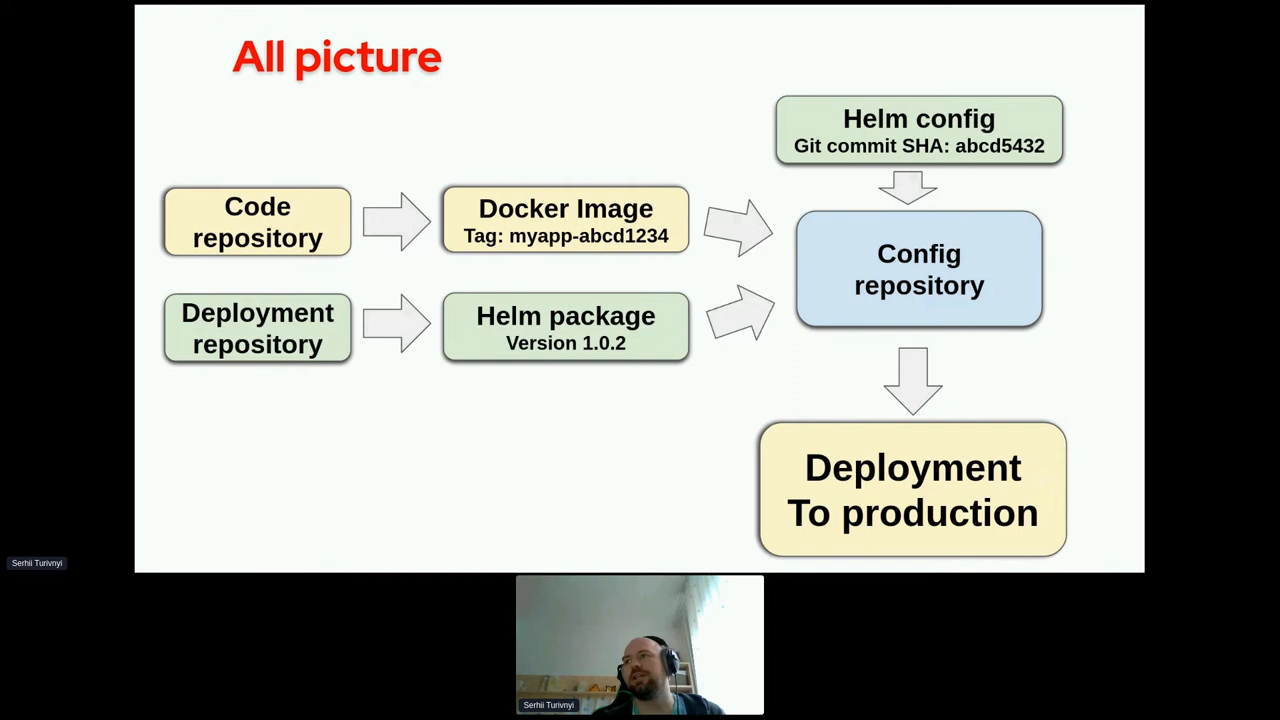 All picture
Helm config
Git commit SHA: abcd5432
Code
repository
Docker Image
Tag: myapp-abcd1234
Config
repository
Deployment
repository
Helm package
Version 1.0.2
Deployment
To production
Serhii Turivnyi
Serhii Turivnyi